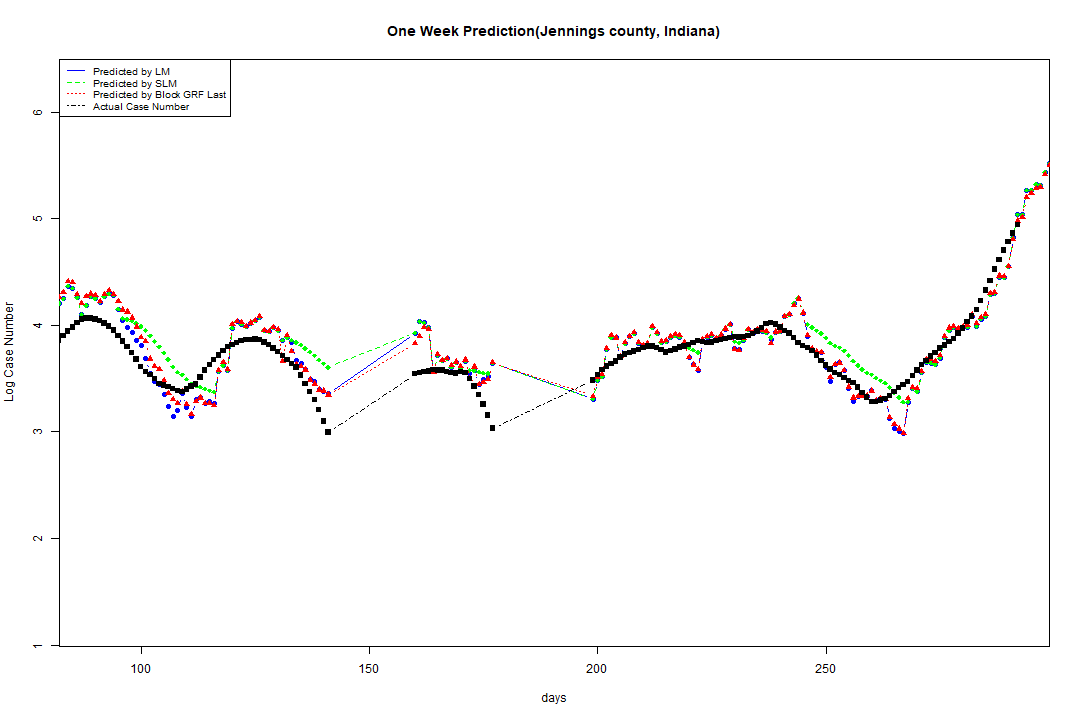 One Week Prediction(Jennings county, Indiana)
Predicted by LM
Predicted by SLM
Predicted by Block GRF Last
Actual Case Number
Log Case Number
6
5
4
3
2
1
100
150
200
250
days